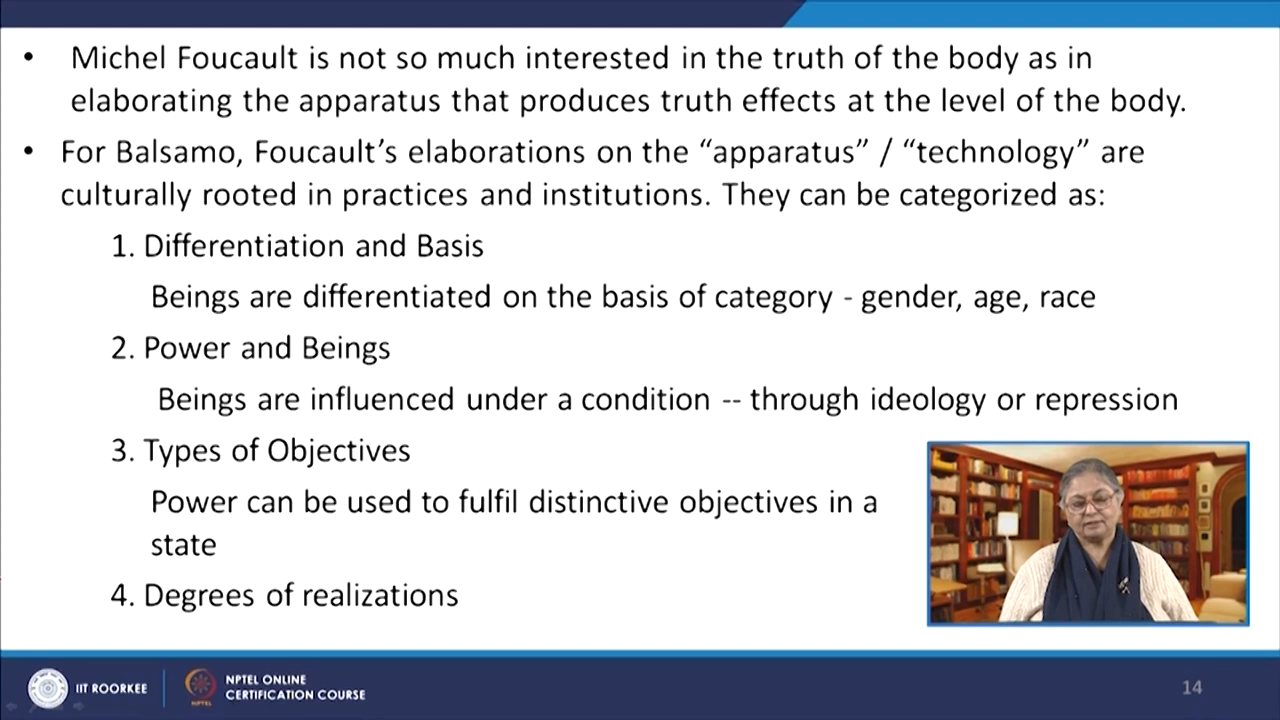 • Michel Foucault is not so much interested in the truth of the body as in
elaborating the apparatus that produces truth effects at the level of the body.
• For Balsamo, Foucault's elaborations on the “apparatus” / “technology” are
culturally rooted in practices and institutions. They can be categorized as:
1. Differentiation and Basis
Beings are differentiated on the basis of category - gender, age, race
2. Power and Beings
Beings are influenced under a condition -- through ideology or repression
3. Types of Objectives
Power can be used to fulfil distinctive objectives in a
state
4. Degrees of realizations
IIT ROORKEE
NPTEL
NPTEL ONLINE
CERTIFICATION COURSE
14